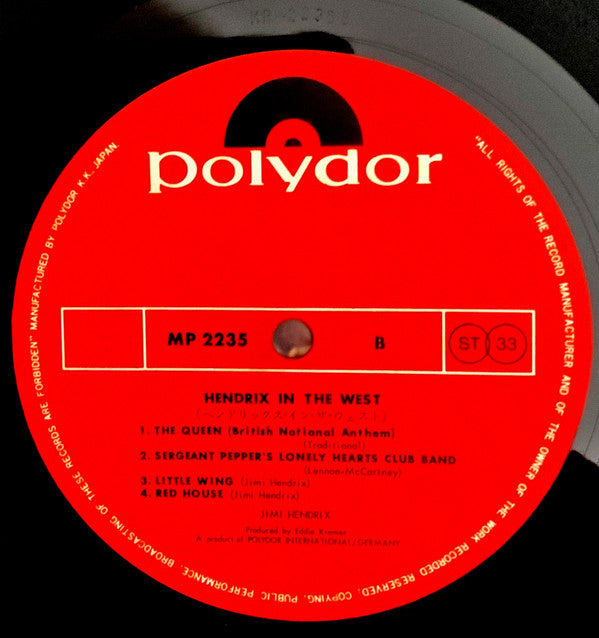 polydor
MP 2235
B
ST 33
HENDRIX IN THE WEST
(ヘンドリックス・イン・ザ・ウェスト)
1. THE QUEEN (British National Anthem)
(Traditional)
2. SERGEANT PEPPER'S LONELY HEARTS CLUB BAND
(Lennon-McCartney)
3. LITTLE WING (Jimi Hendrix)
4. RED HOUSE (Jimi Hendrix)
JIMI HENDRIX
Produced by Eddie Kramer
A product of POLYDOR INTERNATIONAL/GERMANY
"ALL RIGHTS OF THE RECORD MANUFACTURER AND OF THE OWNER OF THE WORK RECORDED RESERVED. COPYING, PUBLIC PERFORMANCE, BROADCASTING OF THESE RECORDS ARE FORBIDDEN" MANUFACTURED BY POLYDOR K.K. JAPAN.